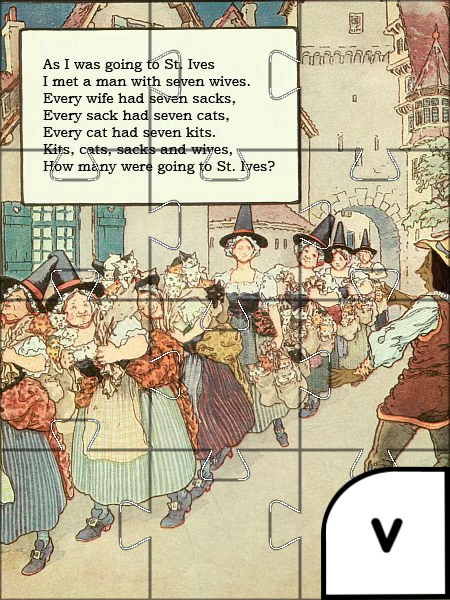 As I was going to St. Ives
I met a man with seven wives.
Every wife had seven sacks,
Every sack had seven cats,
Every cat had seven kits.
Kits, cats, sacks and wives,
How many were going to St. Ives?
V